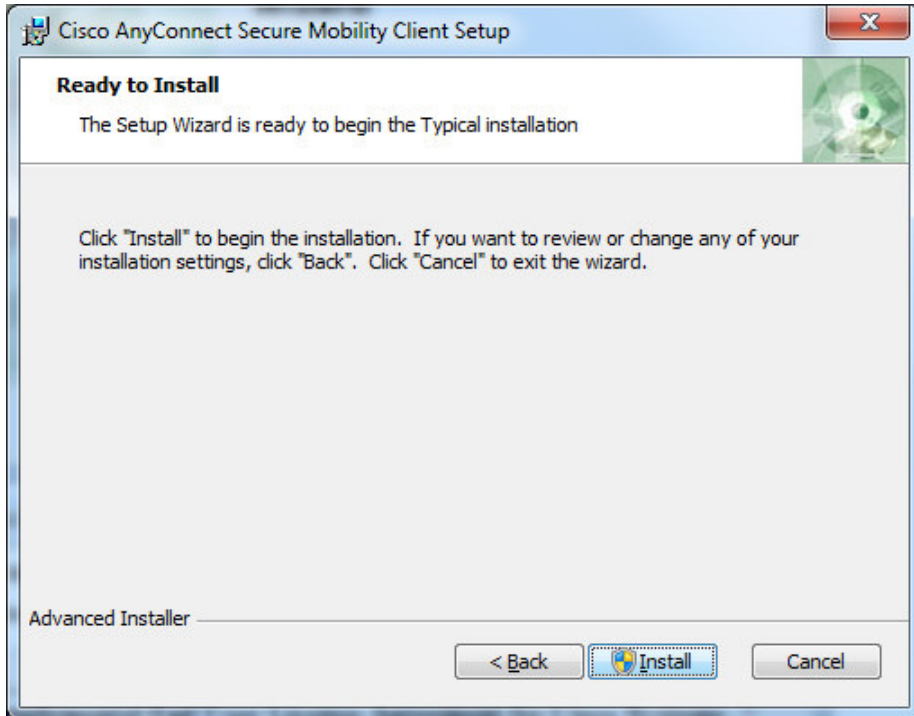 Cisco AnyConnect Secure Mobility Client Setup
Ready to Install
The Setup Wizard is ready to begin the Typical installation
Click "Install" to begin the installation.  If you want to review or change any of your
installation settings, click "Back".  Click "Cancel" to exit the wizard.
Advanced Installer
< Back
Install
Cancel